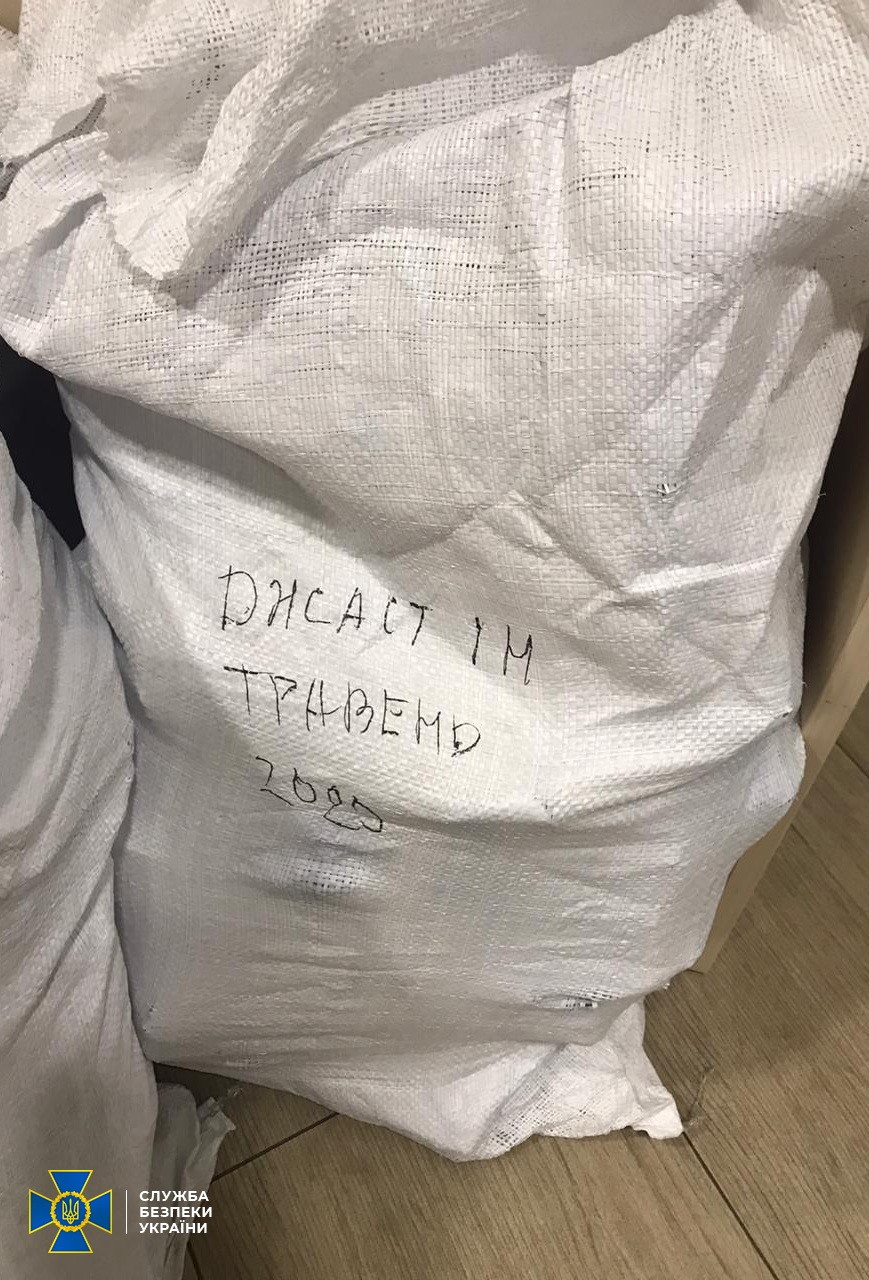 ДЖАСТ ІН
ТРАВЕНЬ
2020
СЛУЖБА
БЕЗПЕКИ
УКРАЇНИ